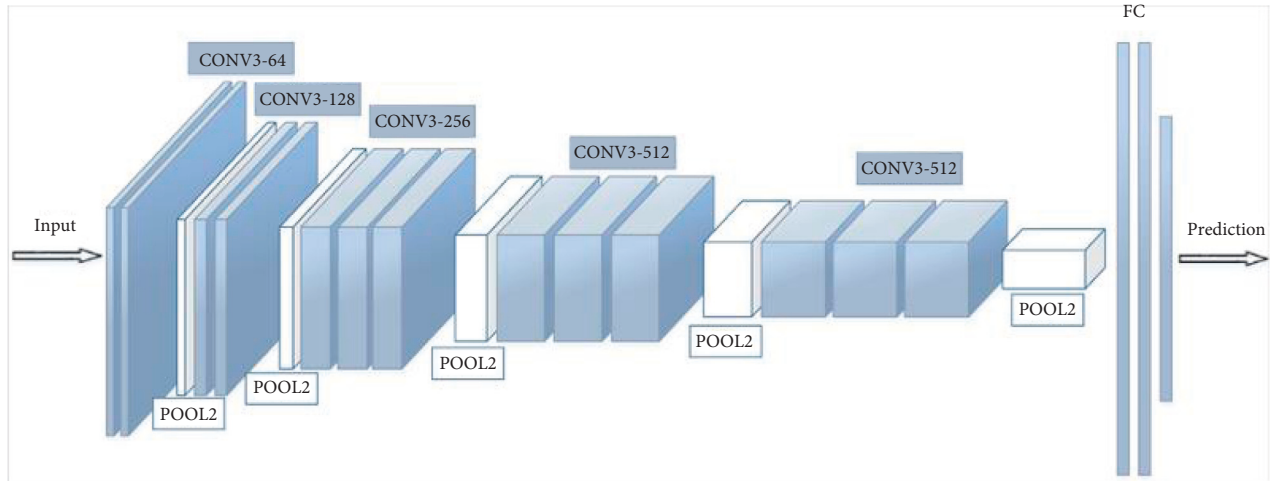 FC
CONV3-64
CONV3-128
CONV3-256
CONV3-512
CONV3-512
Input
Prediction
POOL2
POOL2
POOL2
POOL2
POOL2